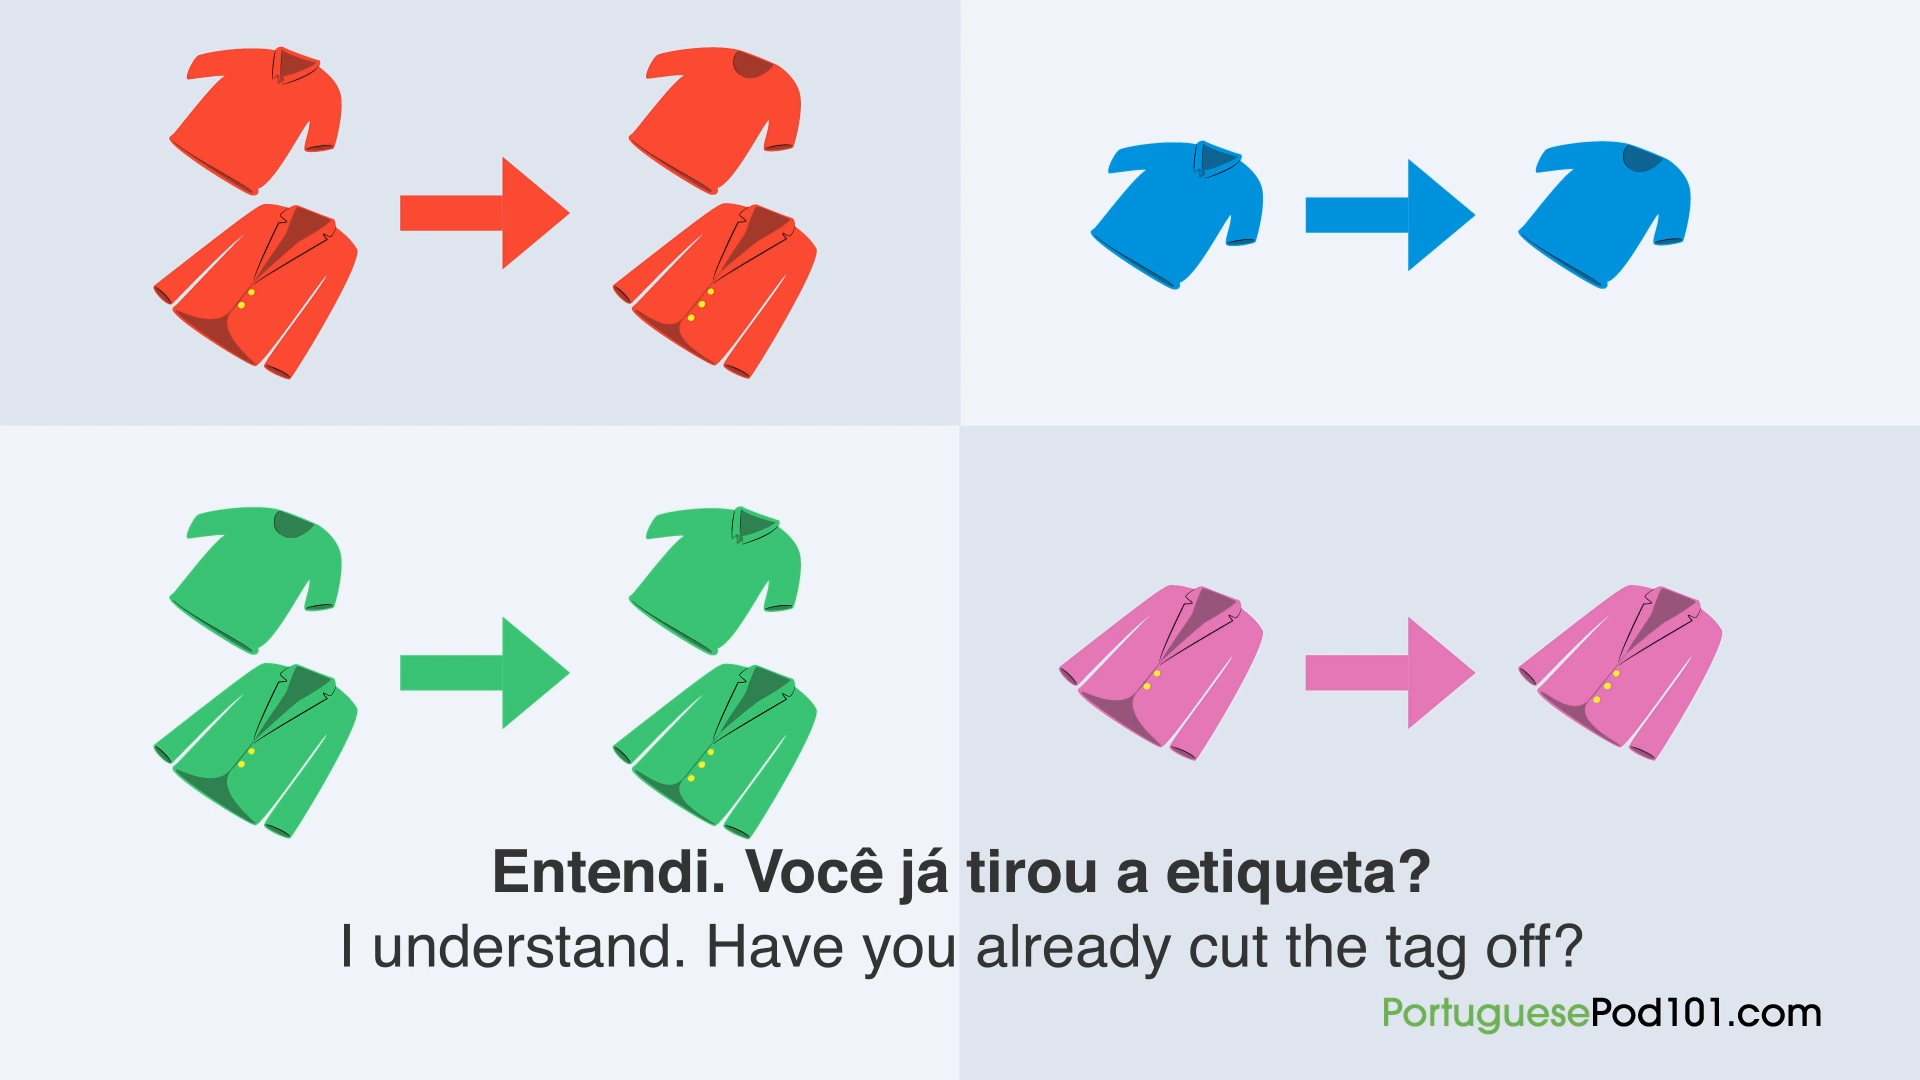 Entendi. Você já tirou a etiqueta?
I understand. Have you already cut the tag off?
PortuguesePod101.com